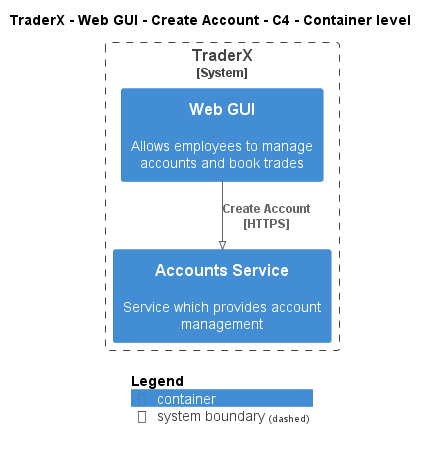 TraderX - Web GUI - Create Account - C4 - Container level
TraderX
[System]
Web GUI
Allows employees to manage
accounts and book trades
Create Account
[HTTPS]
Accounts Service
Service which provides account
management
Legend
container
system boundary (dashed)